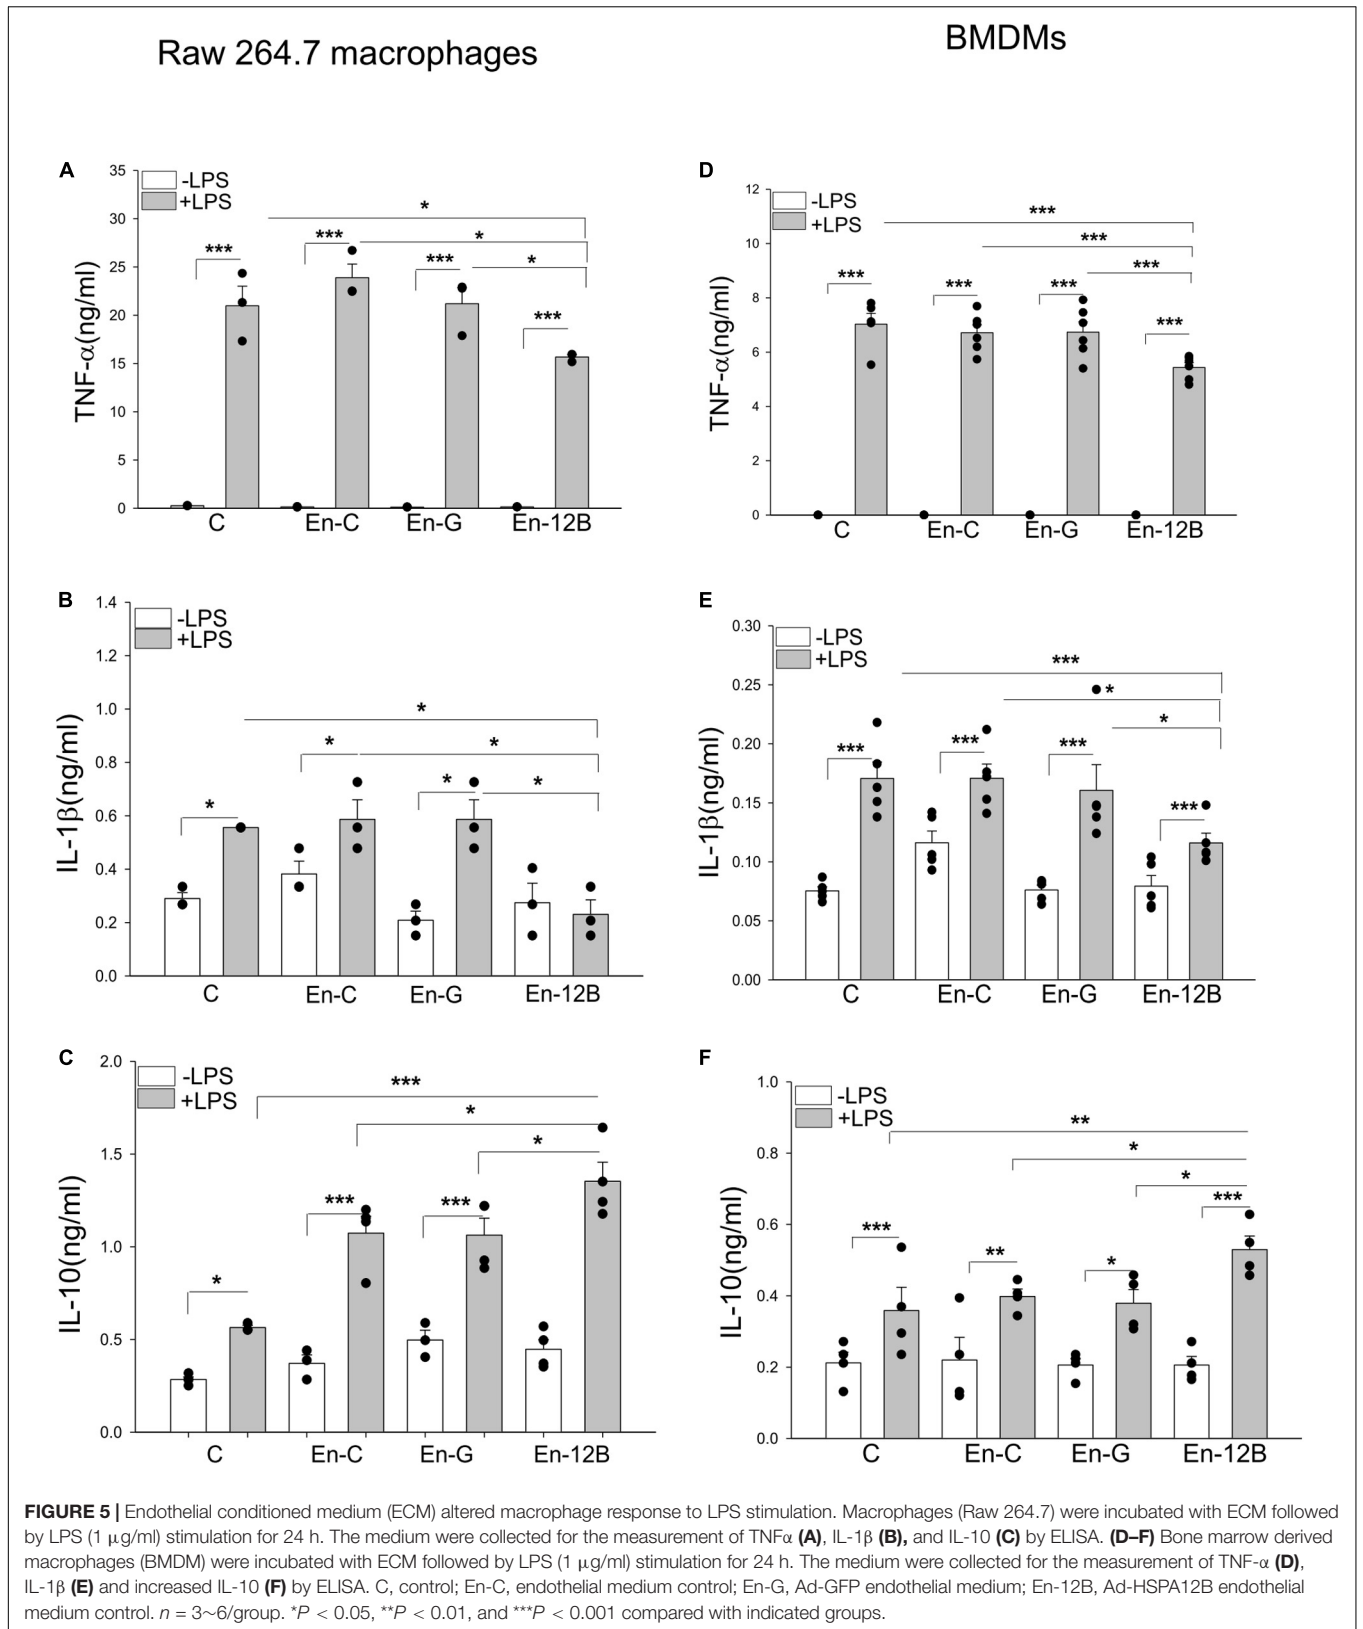 Raw 264.7 macrophages
BMDMs
A
-LPS
+LPS
TNF-α(ng/ml)
35
30
25
20
15
10
5
0
*
*
*
***
***
***
***
C En-C En-G En-12B
D
-LPS
+LPS
TNF-α(ng/ml)
12
10
8
6
4
2
0
***
***
***
***
***
***
***
C En-C En-G En-12B
B
-LPS
+LPS
IL-1β(ng/ml)
1.4
1.2
1.0
0.8
0.6
0.4
0.2
0.0
*
*
*
*
*
*
C En-C En-G En-12B
E
-LPS
+LPS
IL-1β(ng/ml)
0.30
0.25
0.20
0.15
0.10
0.05
0.00
***
*
*
***
***
***
***
C En-C En-G En-12B
C
-LPS
+LPS
IL-10(ng/ml)
2.0
1.5
1.0
0.5
0.0
***
*
*
*
***
***
C En-C En-G En-12B
F
-LPS
+LPS
IL-10(ng/ml)
1.0
0.8
0.6
0.4
0.2
0.0
**
*
*
***
***
**
*
C En-C En-G En-12B
FIGURE 5 | Endothelial conditioned medium (ECM) altered macrophage response to LPS stimulation. Macrophages (Raw 264.7) were incubated with ECM followed
by LPS (1 μg/ml) stimulation for 24 h. The medium were collected for the measurement of TNFα (A), IL-1β (B), and IL-10 (C) by ELISA. (D–F) Bone marrow derived
macrophages (BMDM) were incubated with ECM followed by LPS (1 μg/ml) stimulation for 24 h. The medium were collected for the measurement of TNF-α (D),
IL-1β (E) and increased IL-10 (F) by ELISA. C, control; En-C, endothelial medium control; En-G, Ad-GFP endothelial medium; En-12B, Ad-HSPA12B endothelial
medium control. n = 3~6/group. *P < 0.05, **P < 0.01, and ***P < 0.001 compared with indicated groups.